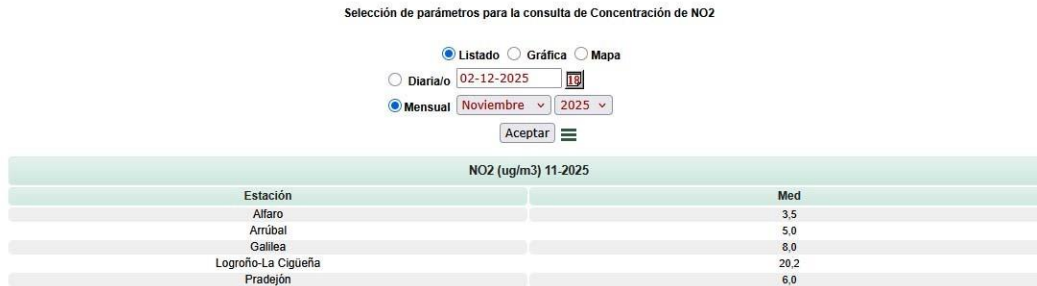 Selección de parámetros para la consulta de Concentración de NO2
Listado Gráfica Mapa
Diaria/o 02-12-2025 18
Mensual Noviembre 2025
Aceptar
NO2 (ug/m3) 11-2025
Estación Med
Alfaro 3,5
Arrúbal 5,0
Galilea 8,0
Logroño-La Cigüeña 20,2
Pradejón 6,0